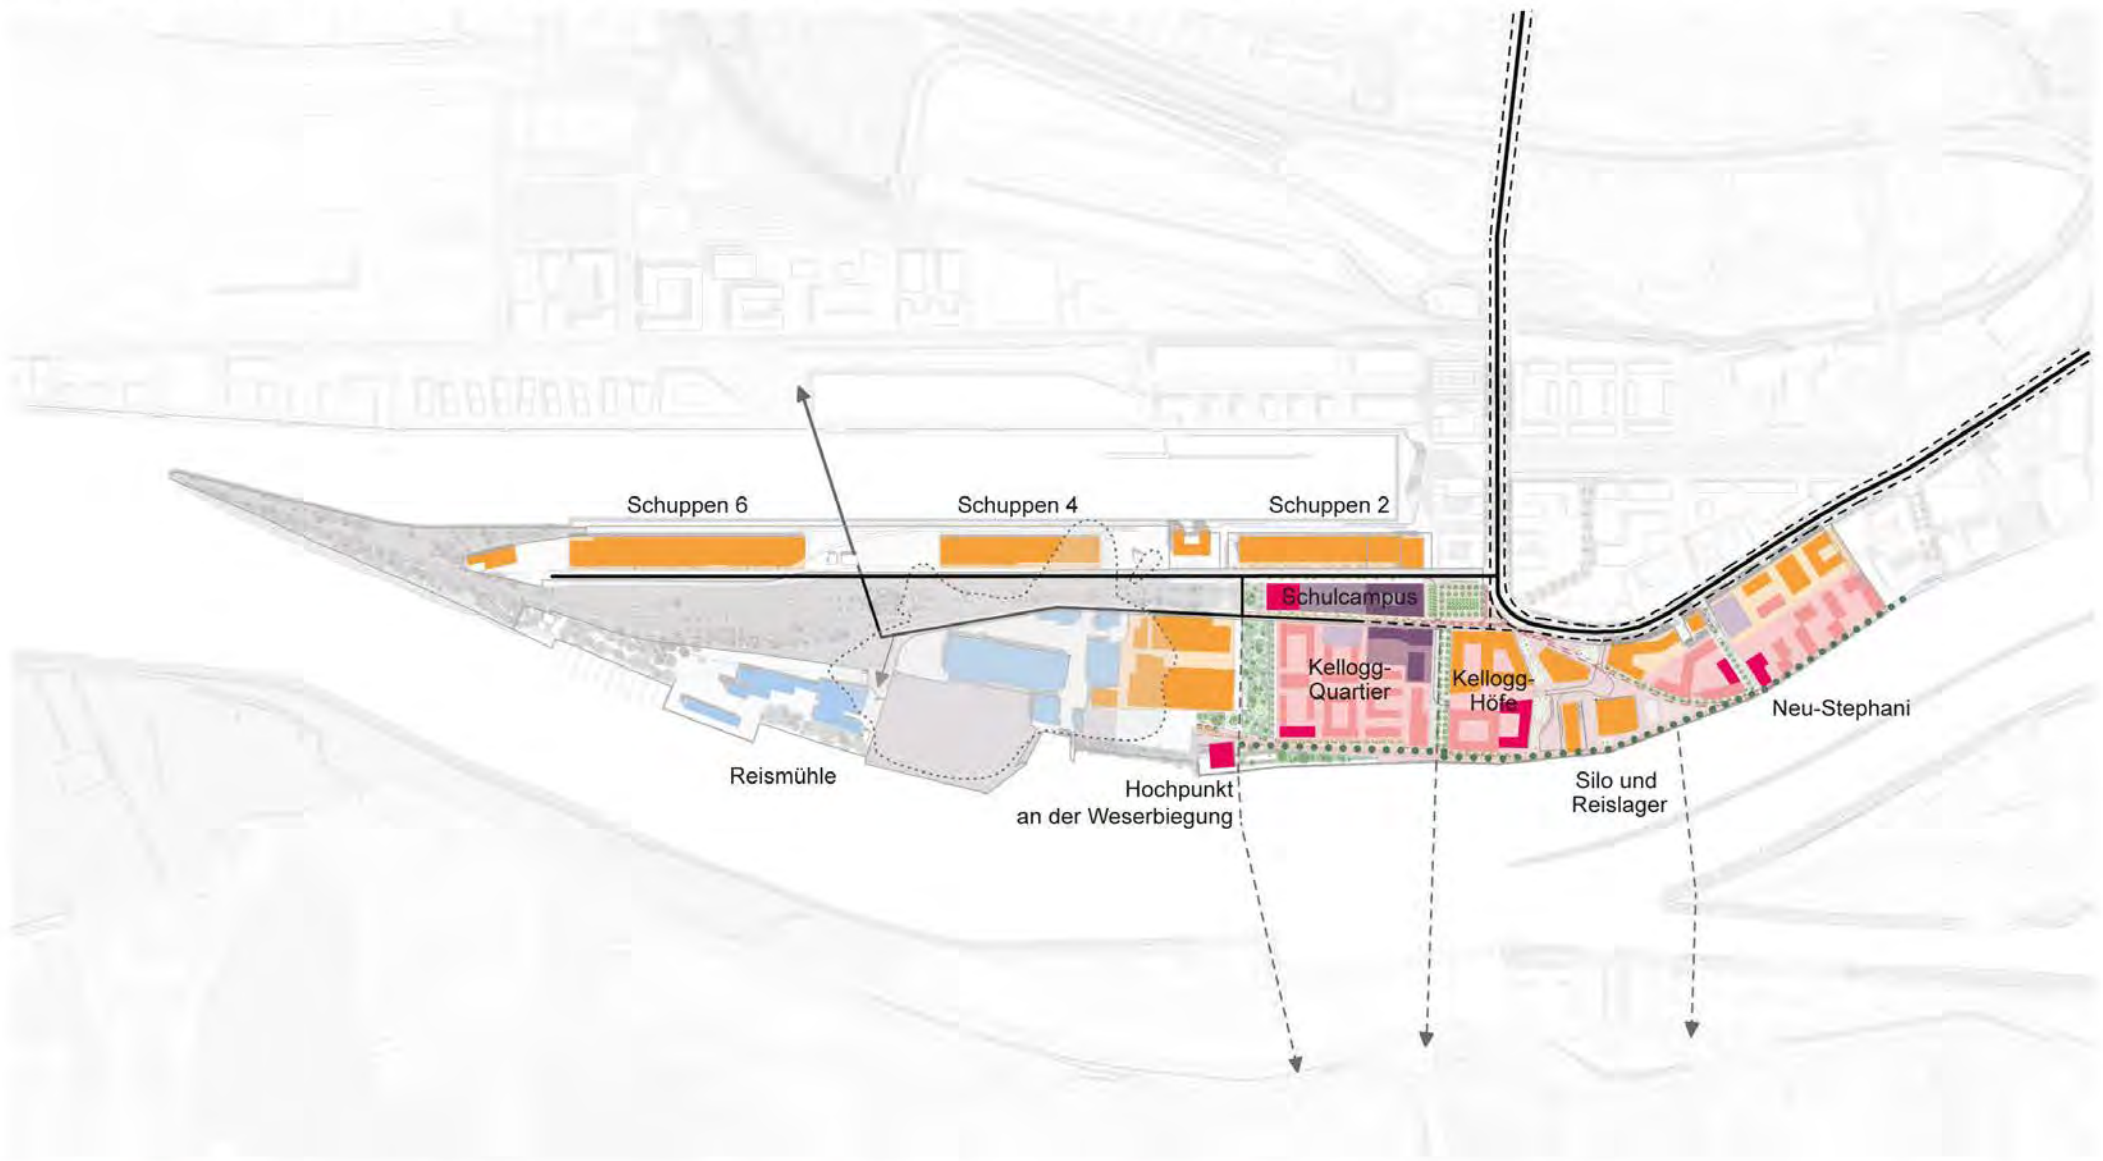 Schuppen 6
Schuppen 4
Schuppen 2
Schulcampus
Kellogg-
Quartier
Kellogg-
Höfe
Neu-Stephani
Reismühle
Hochpunkt
an der Weserbiegung
Silo und
Reislager